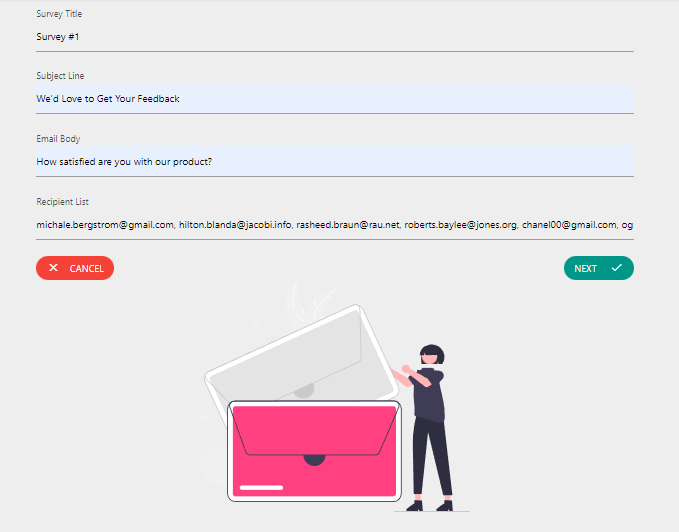 Survey Title
Survey #1
Subject Line
We'd Love to Get Your Feedback
Email Body
How satisfied are you with our product?
Recipient List
michale.bergstrom@gmail.com, hilton.blanda@jacobi.info, rasheed.braun@rau.net, roberts.baylee@jones.org, chanel00@gmail.com, og
CANCEL
NEXT